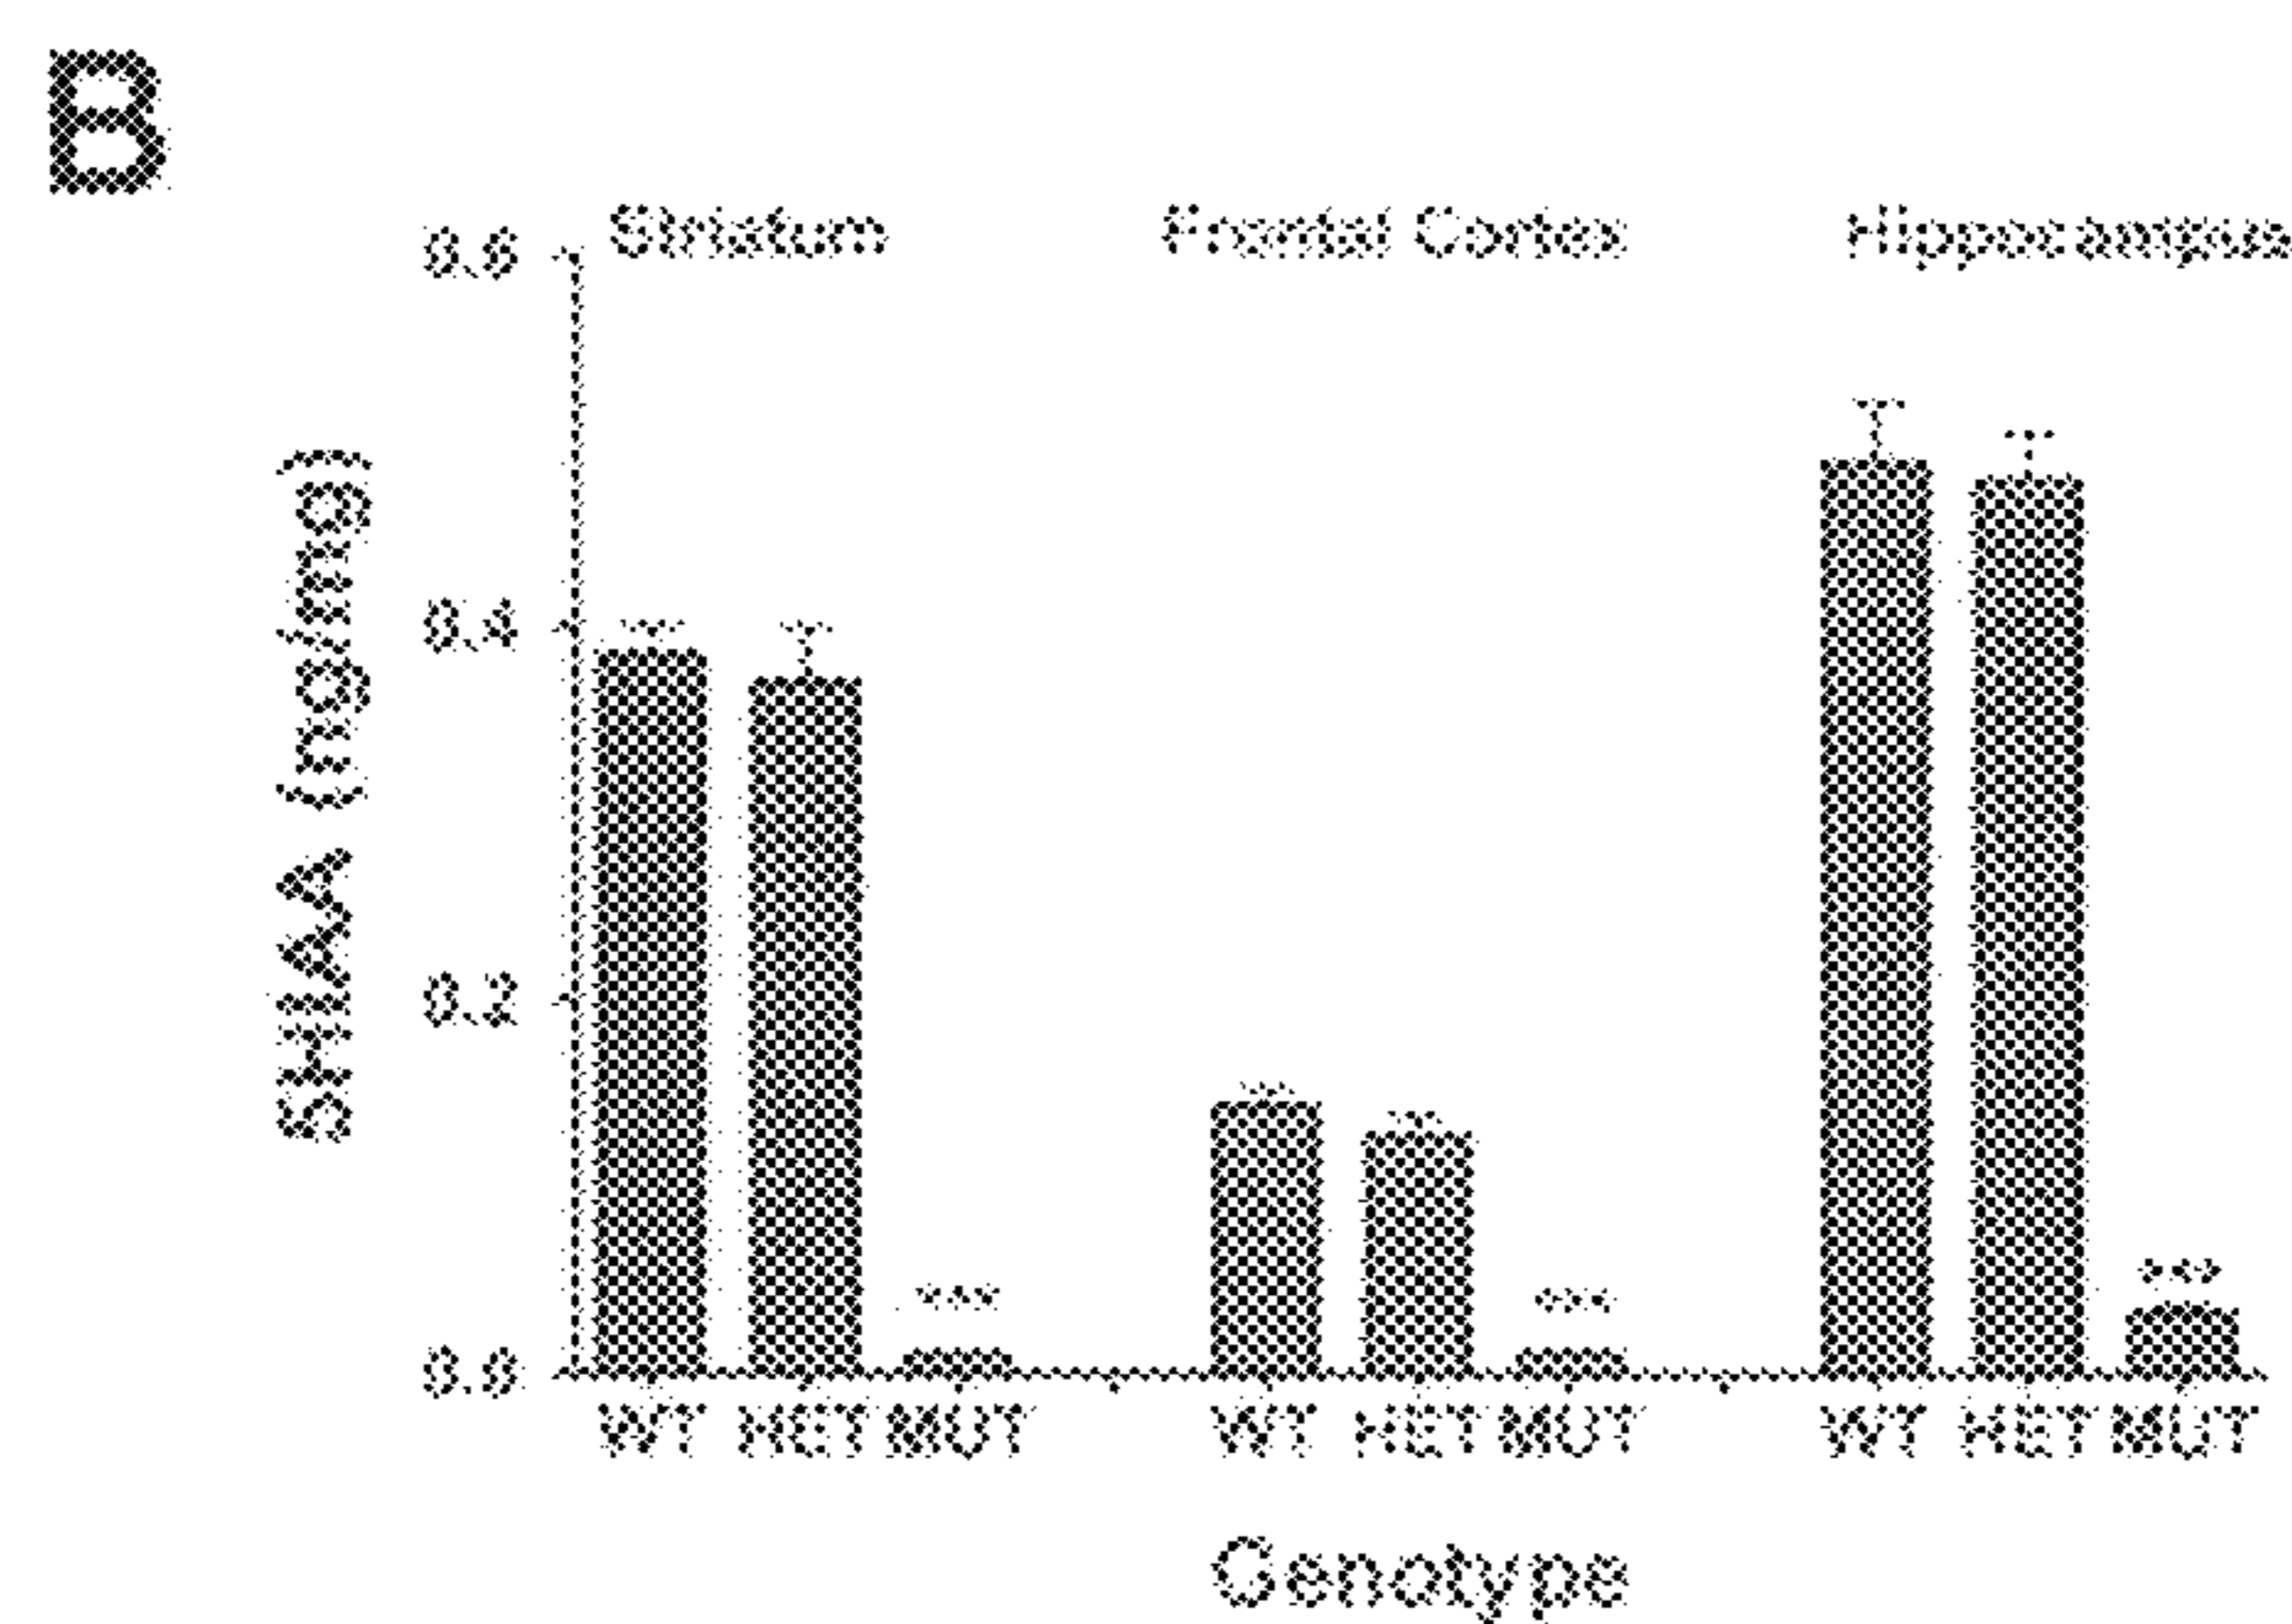 B
Striatum Frontal Cortex Hippocampus
0.6
0.4
0.2
0.0
5HIAA (ng/mg)
WT HET MUT WT HET MUT WT HET MUT
*** *** ***
Genotype